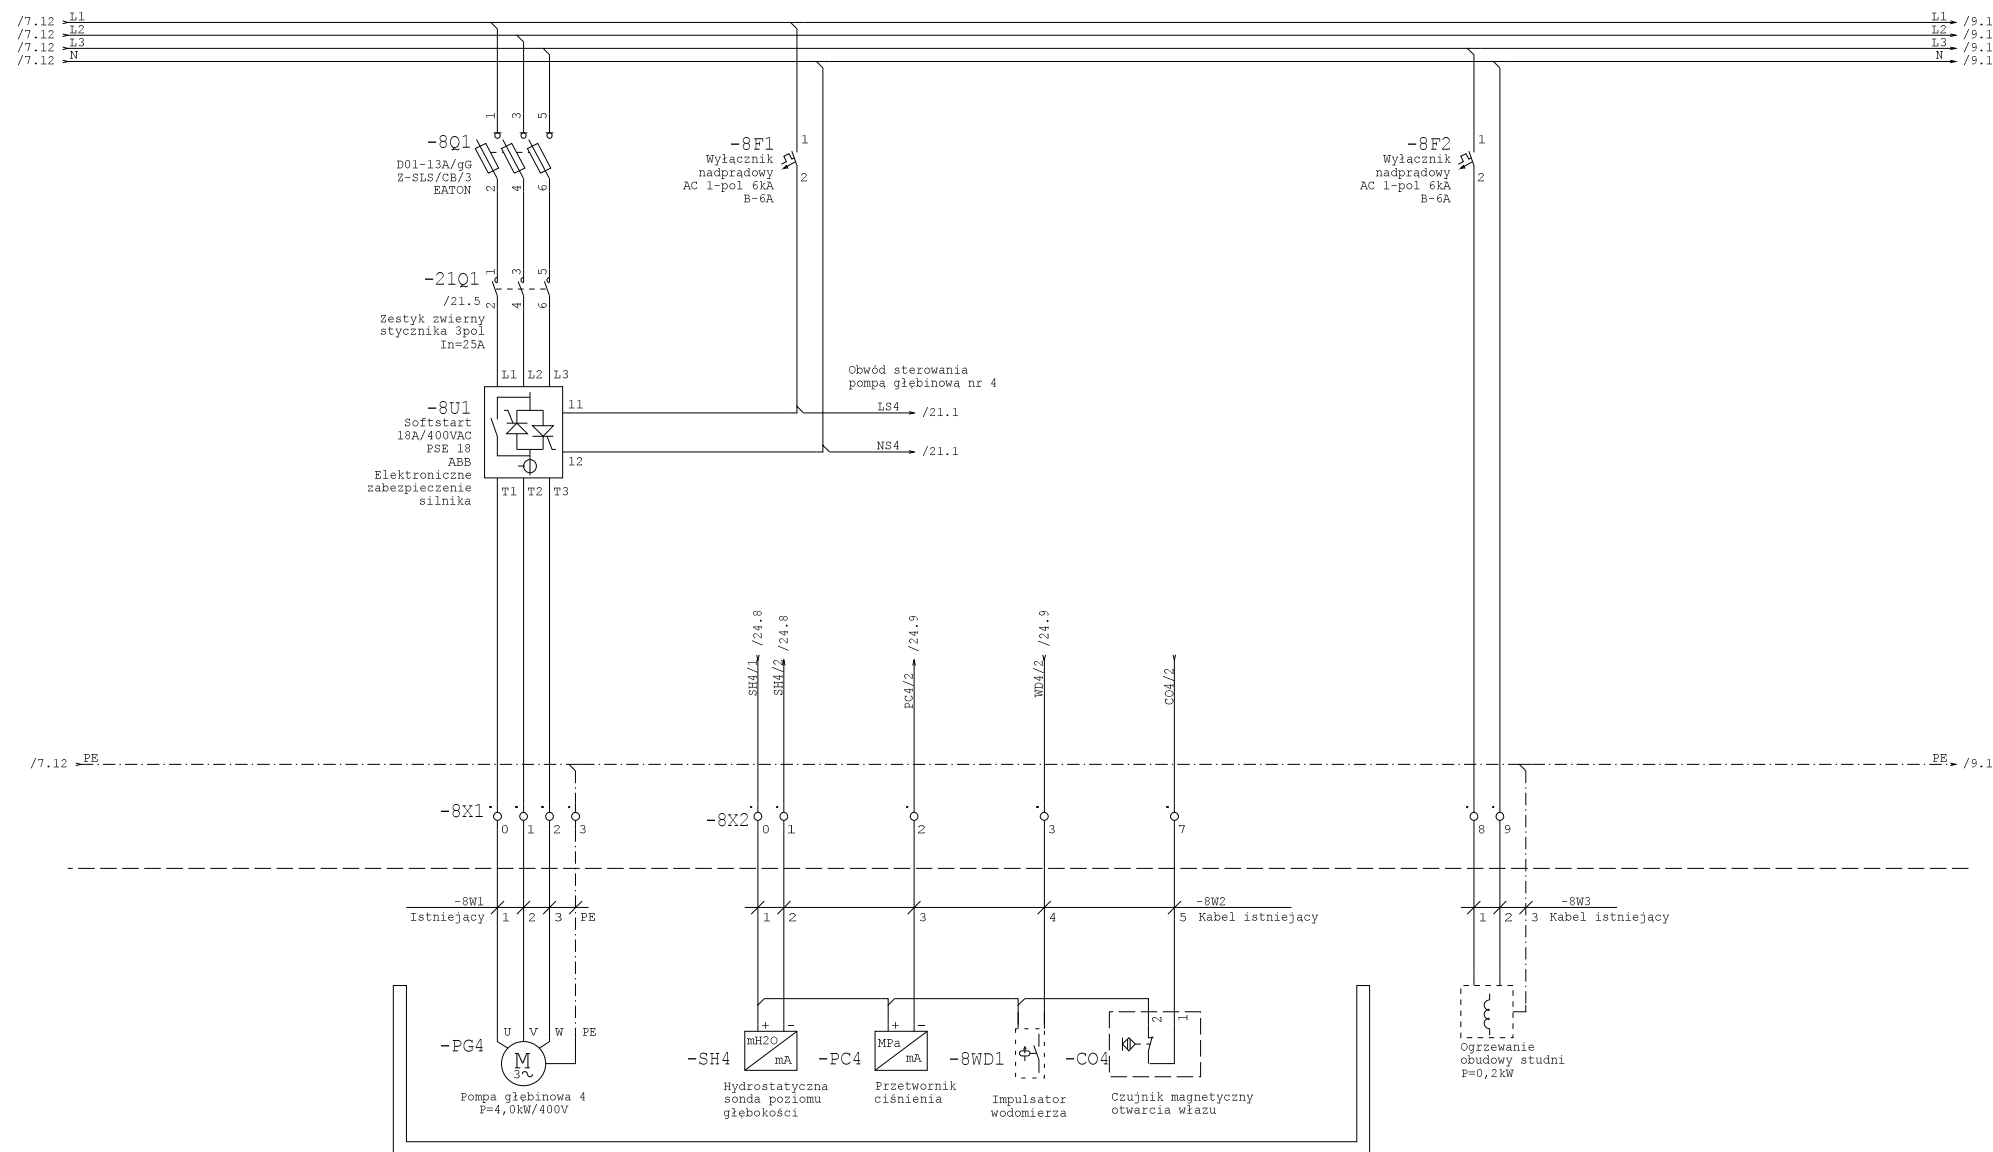 /7.12 L1 L1 /9.1
/7.12 L2 L2 /9.1
/7.12 L3 L3 /9.1
/7.12 N N /9.1
1 3 5
-8Q1
D01-13A/gG
Z-SLS/CB/3
EATON
2 4 6
-8F1
Wyłacznik
nadprądowy
AC 1-pol 6kA
B-6A
1
2
-8F2
Wyłacznik
nadprądowy
AC 1-pol 6kA
B-6A
1
2
1 3 5
-21Q1
/21.5
2 4 6
Zestyk zwierny
stycznika 3pol
In=25A
L1 L2 L3
-8U1
Softstart
18A/400VAC
PSE 18
ABB
Elektroniczne
zabezpieczenie
silnika
11
12
T1 T2 T3
Obwód sterowania
pompą głębinową nr 4
LS4 /21.1
NS4 /21.1
SH4/1 /24.8
SH4/2 /24.8
PC4/2 /24.9
WD4/2 /24.9
CO4/2
/7.12 PE PE /9.1
-8X1 0 1 2 3
-8X2 0 1 2 3 7 8 9
-8W1
Istniejący 1 2 3 PE
-8W2
1 2 3 4 5 Kabel istniejący
-8W3
1 2 3 Kabel istniejący
U V W PE
-PG4
M
3~
Pompa głębinowa 4
P=4,0kW/400V
+ -
-SH4
mH2O
mA
Hydrostatyczna
sonda poziomu
głębokości
+ -
-PC4
MPa
mA
Przetwornik
ciśnienia
-8WD1
Impulsator
wodomierza
2 1
-CO4
Czujnik magnetyczny
otwarcia włazu
Ogrzewanie
obudowy studni
P=0,2kW